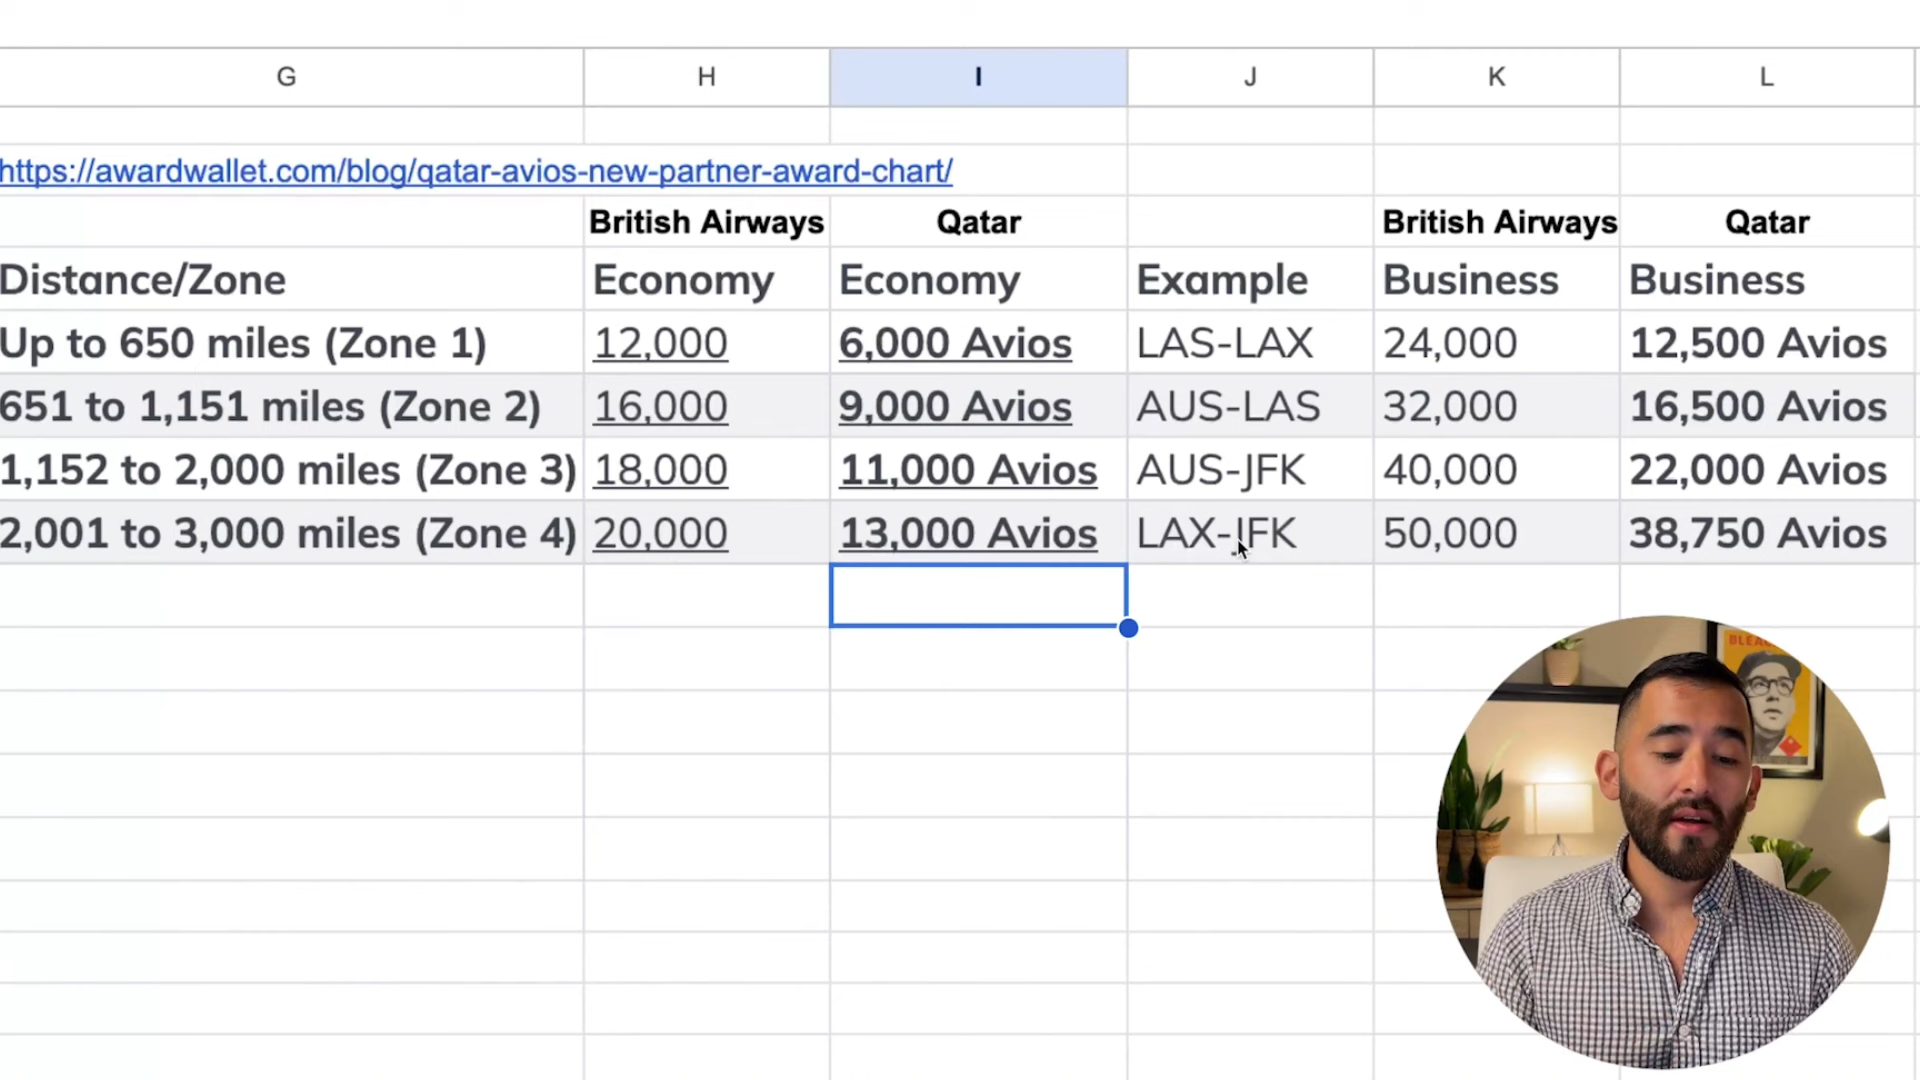 G H I J K L
https://awardwallet.com/blog/qatar-avios-new-partner-award-chart/
British Airways Qatar British Airways Qatar
Distance/Zone Economy Economy Example Business Business
Up to 650 miles (Zone 1) 12,000 6,000 Avios LAS-LAX 24,000 12,500 Avios
651 to 1,151 miles (Zone 2) 16,000 9,000 Avios AUS-LAS 32,000 16,500 Avios
1,152 to 2,000 miles (Zone 3) 18,000 11,000 Avios AUS-JFK 40,000 22,000 Avios
2,001 to 3,000 miles (Zone 4) 20,000 13,000 Avios LAX-JFK 50,000 38,750 Avios